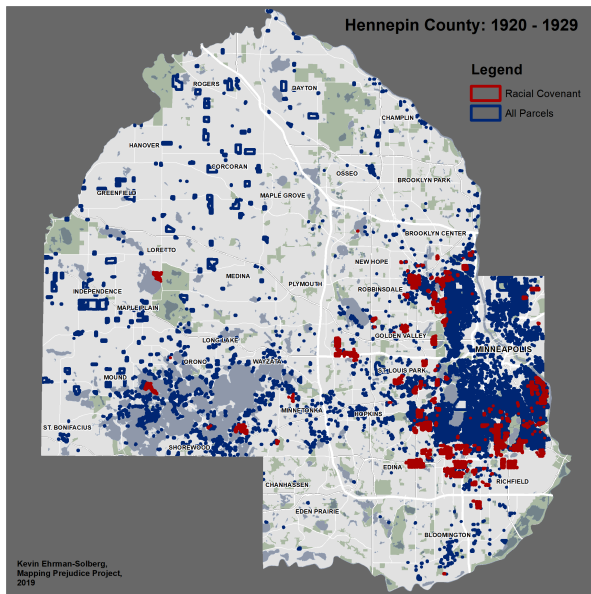 Hennepin County: 1920 - 1929
Legend
Racial Covenant
All Parcels
ROGERS
DAYTON
CHAMPLIN
HANOVER
CORCORAN
OSSEO
BROOKLYN PARK
GREENFIELD
MAPLE GROVE
BROOKLYN CENTER
LORETTO
NEW HOPE
MEDINA
PLYMOUTH
ROBBINSDALE
INDEPENDENCE
MAPLE PLAIN
GOLDEN VALLEY
LONG LAKE
MINNEAPOLIS
ORONO
WAYZATA
MOUND
ST. LOUIS PARK
MINNETONKA
HOPKINS
ST. BONIFACIUS
SHOREWOOD
EDINA
RICHFIELD
CHANHASSEN
EDEN PRAIRIE
BLOOMINGTON
Kevin Ehrman-Solberg,
Mapping Prejudice Project,
2019